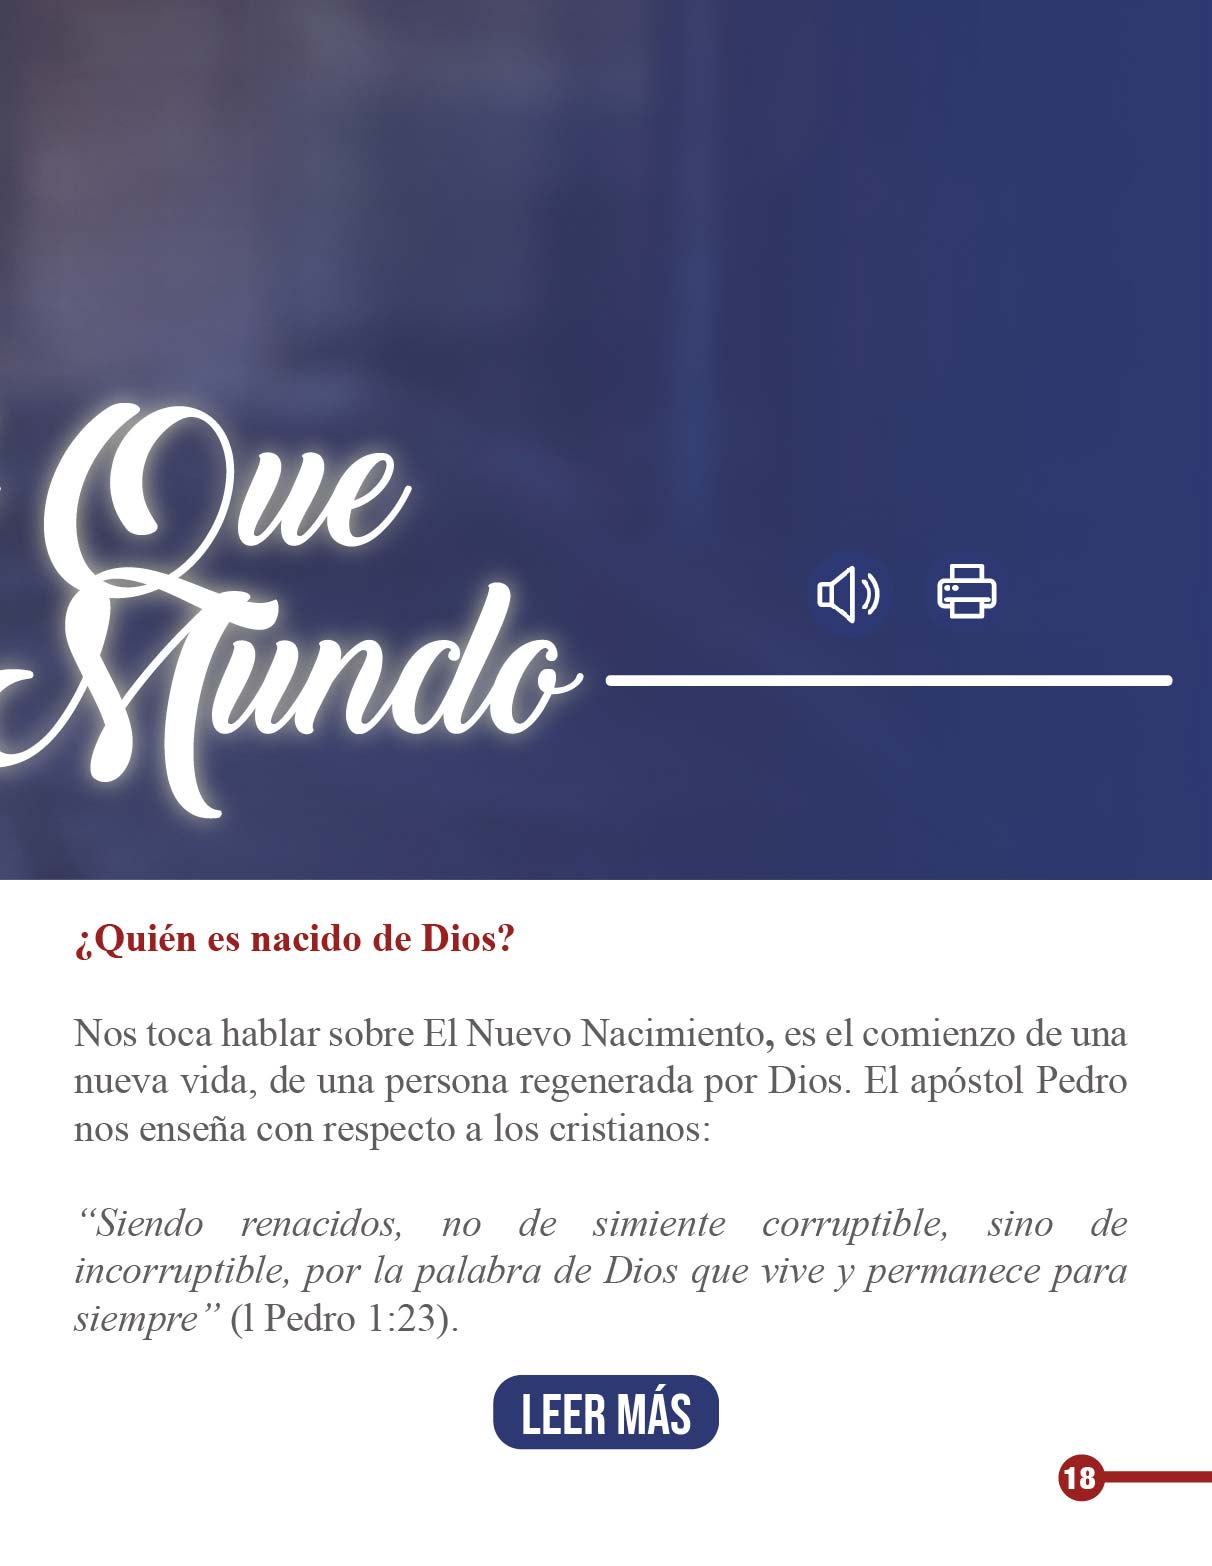 Que
Mundo
¿Quién es nacido de Dios?
Nos toca hablar sobre El Nuevo Nacimiento, es el comienzo de una
nueva vida, de una persona regenerada por Dios. El apóstol Pedro
nos enseña con respecto a los cristianos:
“Siendo renacidos, no de simiente corruptible, sino de
incorruptible, por la palabra de Dios que vive y permanece para
siempre” (l Pedro 1:23).
LEER MÁS
18